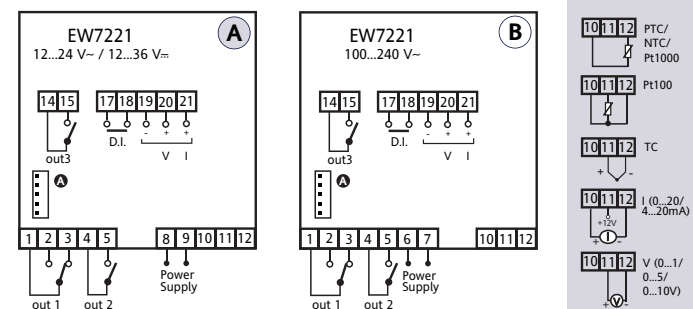 EW7221
12...24 V~ / 12...36 V⎓
A
14 15 17 18 19 20 21
- + +
D.I.
V I
out3
A
1 2 3 4 5 8 9 10 11 12
Power
Supply
out 1 out 2
EW7221
100...240 V~
B
14 15 17 18 19 20 21
- + +
D.I.
V I
out3
A
1 2 3 4 5 6 7 10 11 12
Power
Supply
out 1 out 2
10 11 12
PTC/
NTC/
Pt1000
10 11 12
Pt100
10 11 12
TC
+ -
10 11 12
I (0...20/
4...20mA)
+12V
+ I -
10 11 12
V (0...1/
0...5/
0...10V)
+ V -